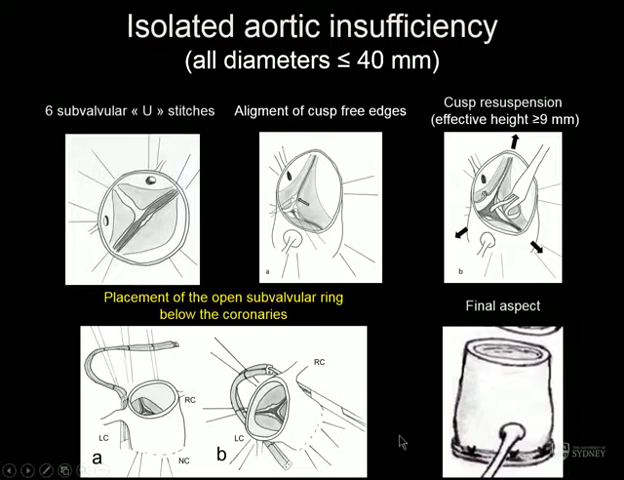 Isolated aortic insufficiency
(all diameters ≤ 40 mm)
6 subvalvular « U » stitches
Aligment of cusp free edges
Cusp resuspension
(effective height ≥9 mm)
a
b
Placement of the open subvalvular ring
below the coronaries
Final aspect
RC
LC
NC
a
RC
LC
b
SYDNEY